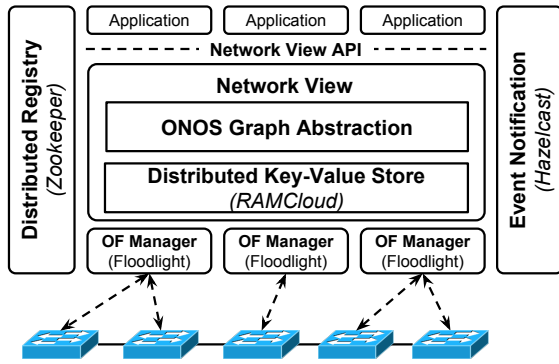 Distributed Registry
(Zookeeper)
Application
Application
Application
Network View API
Network View
ONOS Graph Abstraction
Distributed Key-Value Store
(RAMCloud)
OF Manager
(Floodlight)
OF Manager
(Floodlight)
OF Manager
(Floodlight)
Event Notification
(Hazelcast)